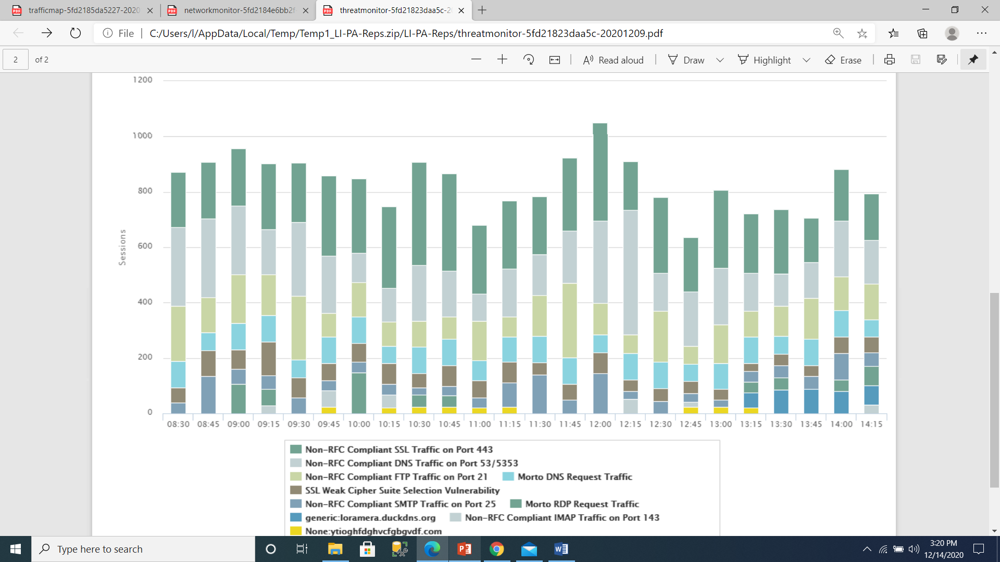 trafficmap-5fd2185da5227-2020
networkmonitor-5fd2184e6bb2f
threatmonitor-5fd21823daa5c-2
File
C:/Users/l/AppData/Local/Temp/Temp1_LI-PA-Reps.zip/LI-PA-Reps/threatmonitor-5fd21823daa5c-20201209.pdf
2 of 2
Read aloud
Draw
Highlight
Erase
1200
1000
800
600
400
200
0
Sessions
08:30 08:45 09:00 09:15 09:30 09:45 10:00 10:15 10:30 10:45 11:00 11:15 11:30 11:45 12:00 12:15 12:30 12:45 13:00 13:15 13:30 13:45 14:00 14:15
Non-RFC Compliant SSL Traffic on Port 443
Non-RFC Compliant DNS Traffic on Port 53/5353
Non-RFC Compliant FTP Traffic on Port 21 Morto DNS Request Traffic
SSL Weak Cipher Suite Selection Vulnerability
Non-RFC Compliant SMTP Traffic on Port 25 Morto RDP Request Traffic
generic:loramera.duckdns.org Non-RFC Compliant IMAP Traffic on Port 143
None:ytioghfdghvcfgbgvdf.com
Type here to search
3:20 PM
12/14/2020